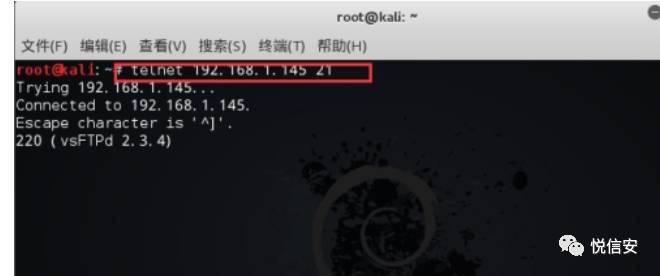 root@kali: ~
文件(F) 编辑(E) 查看(V) 搜索(S) 终端(T) 帮助(H)
root@kali:~# telnet 192.168.1.145 21
Trying 192.168.1.145...
Connected to 192.168.1.145.
Escape character is '^]'.
220 (vsFTPd 2.3.4)
悦信安